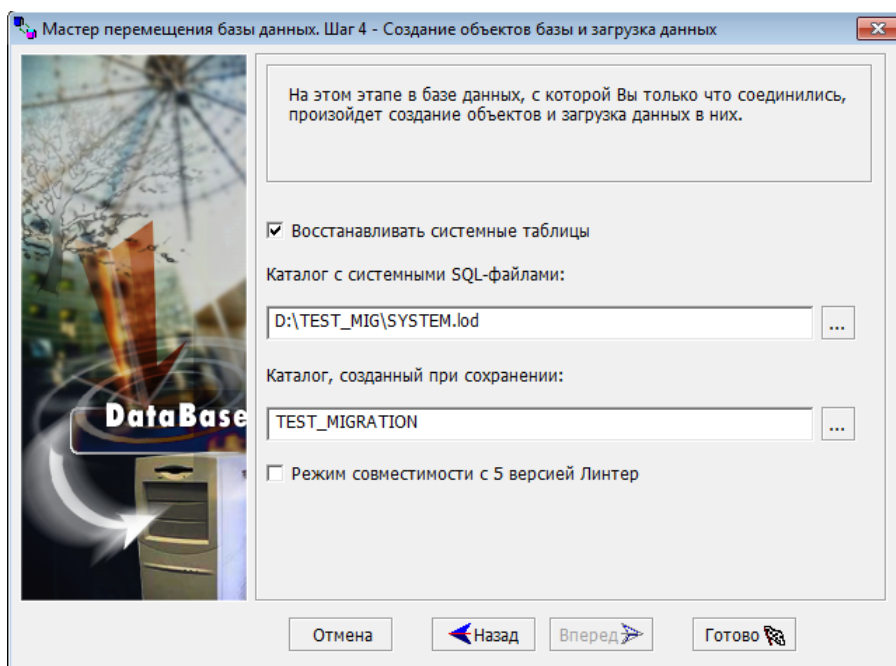 Мастер перемещения базы данных. Шаг 4 - Создание объектов базы и загрузка данных
На этом этапе в базе данных, с которой Вы только что соединились,
произойдет создание объектов и загрузка данных в них.
Восстанавливать системные таблицы
Каталог с системными SQL-файлами:
D:\TEST_MIG\SYSTEM.lod
...
Каталог, созданный при сохранении:
TEST_MIGRATION
...
DataBase
Режим совместимости с 5 версией Линтер
Отмена
Назад
Вперед
Готово